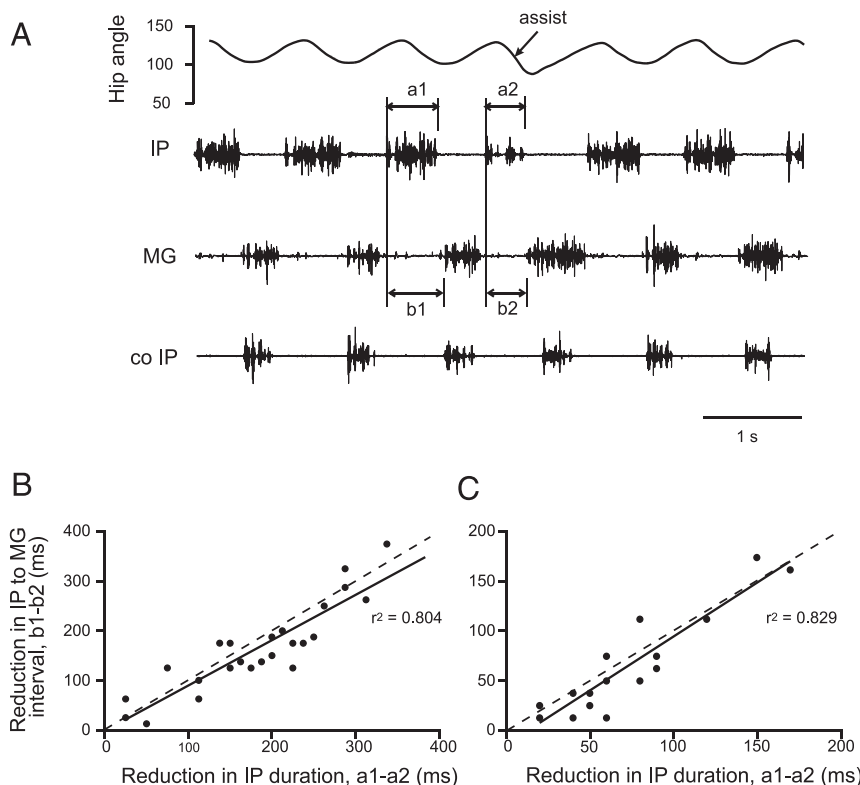 A
Hip angle
150
100
50
assist
a1
a2
IP
MG
b1
b2
co IP
1 s
B
Reduction in IP to MG
interval, b1-b2 (ms)
400
300
200
100
0
r² = 0.804
0
100
200
300
400
Reduction in IP duration, a1-a2 (ms)
C
200
150
100
50
0
r² = 0.829
0
50
100
150
200
Reduction in IP duration, a1-a2 (ms)